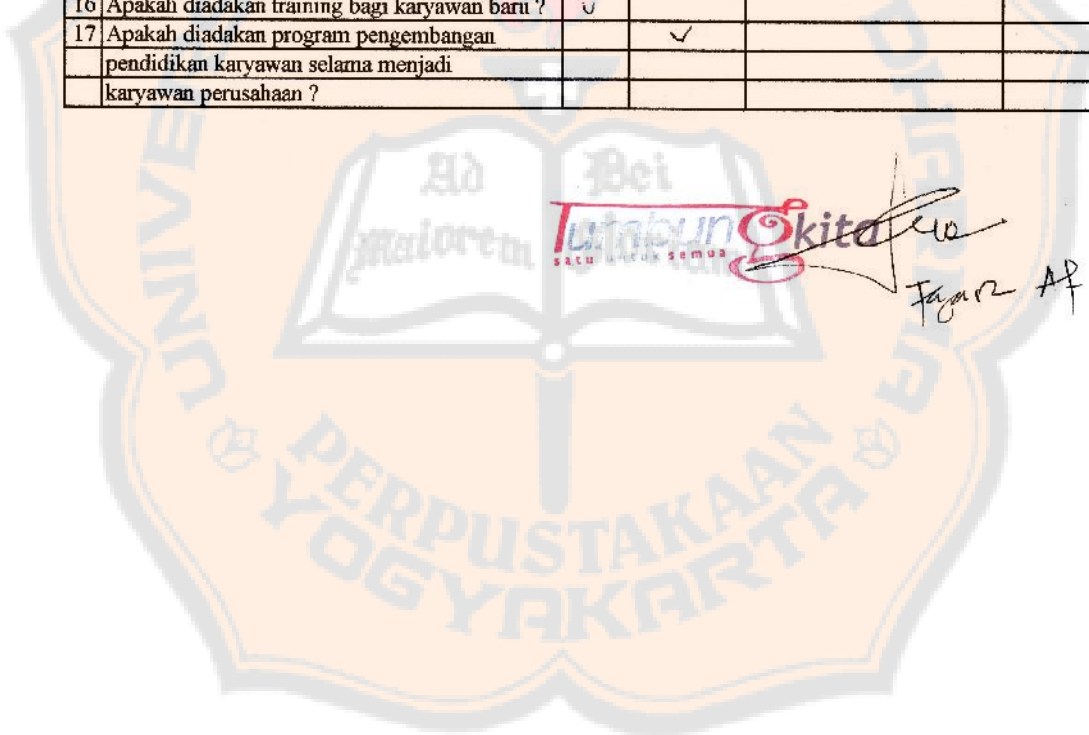 16 Apakah diadakan training bagi karyawan baru ?
17 Apakah diadakan program pengembangan
pendidikan karyawan selama menjadi
karyawan perusahaan ?
Ad Dei
maiorem
kita
satu untuk semua
Fajar Af
PERPUSTAKAAN
YOGYAKARTA